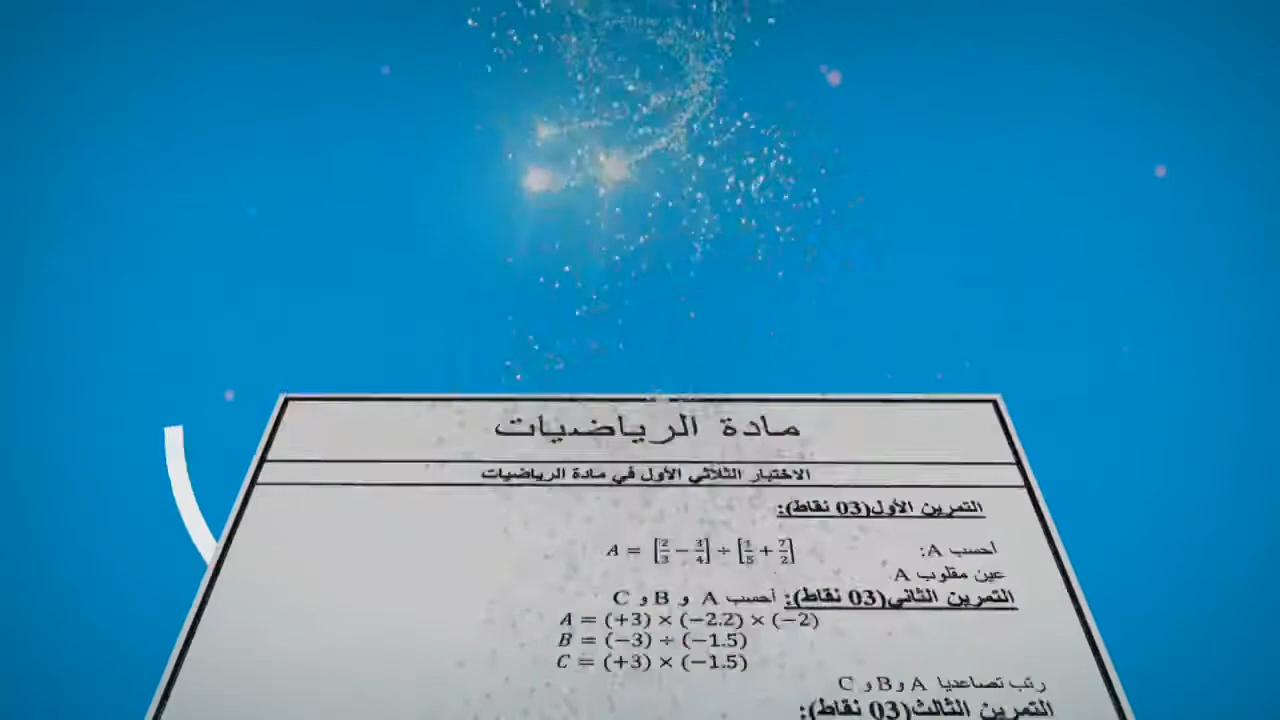 مادة الرياضيات
الاختبار الثلاثي الأول في مادة الرياضيات
التمرين الأول(03 نقاط):
أحسب A: A = [2/3 − 3/4] ÷ [1/5 + 7/2]
عين مقلوب A
التمرين الثاني(03 نقاط): أحسب A و B و C
A = (+3) × (−2.2) × (−2)
B = (−3) ÷ (−1.5)
C = (+3) × (−1.5)
رتب تصاعديا A و B و C
التمرين الثالث(03 نقاط):